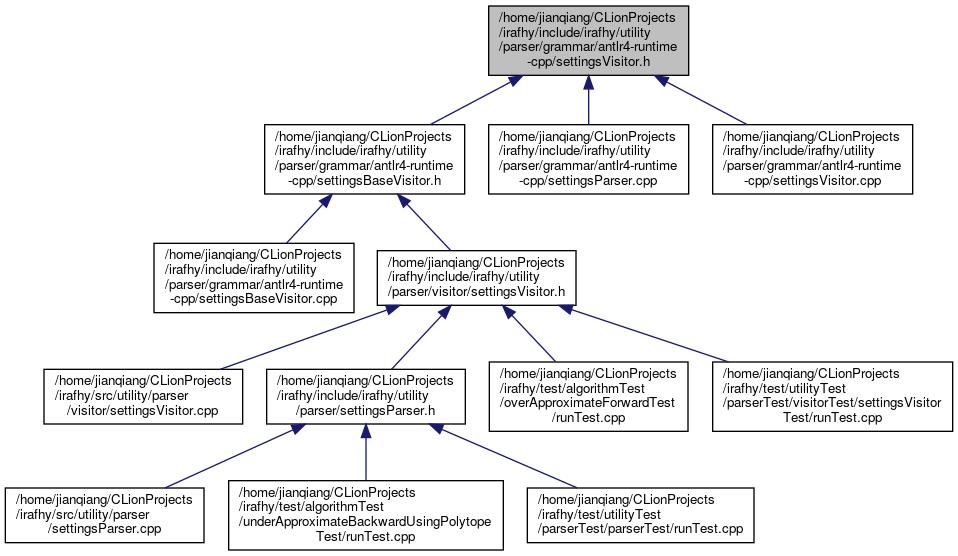 /home/jianqiang/CLionProjects
/irafhy/include/irafhy/utility
/parser/grammar/antlr4-runtime
-cpp/settingsVisitor.h
/home/jianqiang/CLionProjects
/irafhy/include/irafhy/utility
/parser/grammar/antlr4-runtime
-cpp/settingsBaseVisitor.h
/home/jianqiang/CLionProjects
/irafhy/include/irafhy/utility
/parser/grammar/antlr4-runtime
-cpp/settingsParser.cpp
/home/jianqiang/CLionProjects
/irafhy/include/irafhy/utility
/parser/grammar/antlr4-runtime
-cpp/settingsVisitor.cpp
/home/jianqiang/CLionProjects
/irafhy/include/irafhy/utility
/parser/grammar/antlr4-runtime
-cpp/settingsBaseVisitor.cpp
/home/jianqiang/CLionProjects
/irafhy/include/irafhy/utility
/parser/visitor/settingsVisitor.h
/home/jianqiang/CLionProjects
/irafhy/src/utility/parser
/visitor/settingsVisitor.cpp
/home/jianqiang/CLionProjects
/irafhy/include/irafhy/utility
/parser/settingsParser.h
/home/jianqiang/CLionProjects
/irafhy/test/algorithmTest
/overApproximateForwardTest
/runTest.cpp
/home/jianqiang/CLionProjects
/irafhy/test/utilityTest
/parserTest/visitorTest/settingsVisitor
Test/runTest.cpp
/home/jianqiang/CLionProjects
/irafhy/src/utility/parser
/settingsParser.cpp
/home/jianqiang/CLionProjects
/irafhy/test/algorithmTest
/underApproximateBackwardUsingPolytope
Test/runTest.cpp
/home/jianqiang/CLionProjects
/irafhy/test/utilityTest
/parserTest/parserTest/runTest.cpp